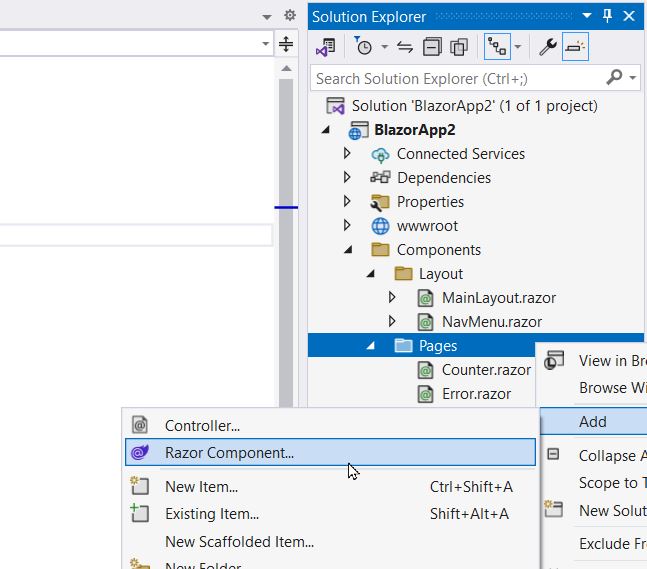 Solution Explorer
Search Solution Explorer (Ctrl+;)
Solution 'BlazorApp2' (1 of 1 project)
BlazorApp2
Connected Services
Dependencies
Properties
wwwroot
Components
Layout
MainLayout.razor
NavMenu.razor
Pages
Counter.razor
Error.razor
View in Br
Browse Wi
Add
Collapse A
Scope to T
New Solut
Exclude Fr
Controller...
Razor Component...
New Item... Ctrl+Shift+A
Existing Item... Shift+Alt+A
New Scaffolded Item...
New Folder